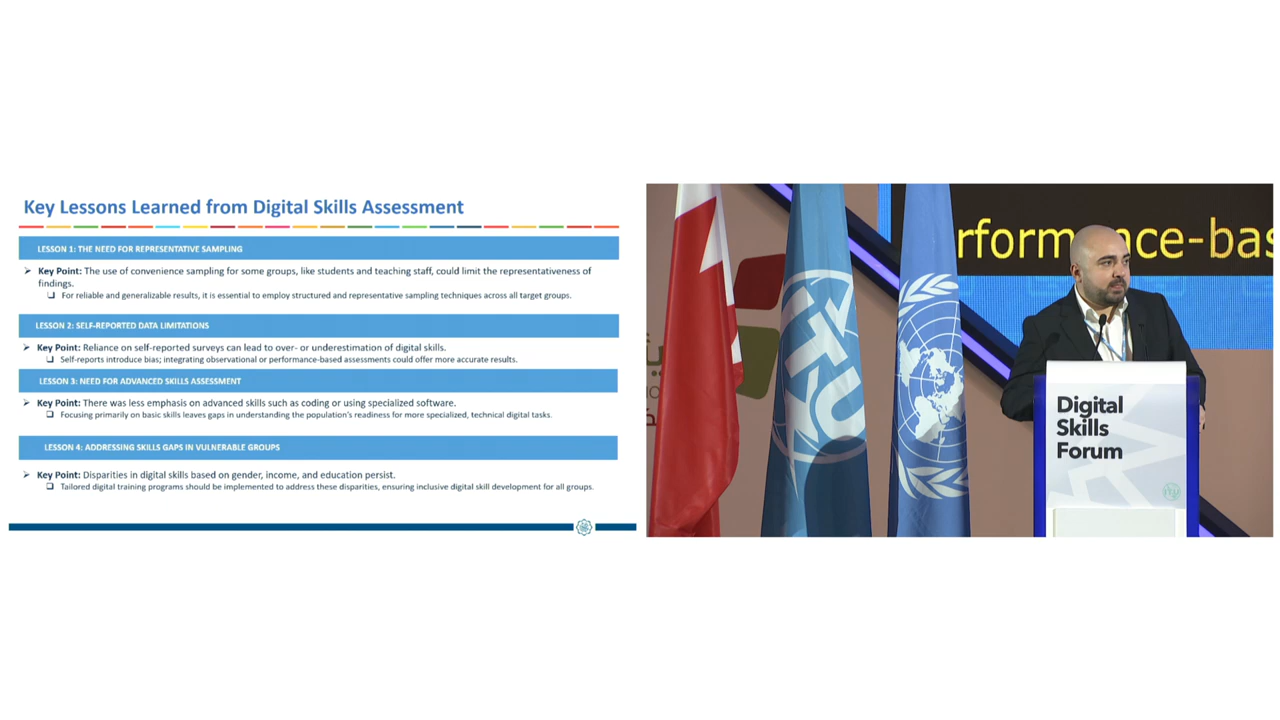 Key Lessons Learned from Digital Skills Assessment
LESSON 1: THE NEED FOR REPRESENTATIVE SAMPLING
Key Point: The use of convenience sampling for some groups, like students and teaching staff, could limit the representativeness of
findings.
For reliable and generalizable results, it is essential to employ structured and representative sampling techniques across all target groups.
LESSON 2: SELF-REPORTED DATA LIMITATIONS
Key Point: Reliance on self-reported surveys can lead to over- or underestimation of digital skills.
Self-reports introduce bias; integrating observational or performance-based assessments could offer more accurate results.
LESSON 3: NEED FOR ADVANCED SKILLS ASSESSMENT
Key Point: There was less emphasis on advanced skills such as coding or using specialized software.
Focusing primarily on basic skills leaves gaps in understanding the population's readiness for more specialized, technical digital tasks.
LESSON 4: ADDRESSING SKILLS GAPS IN VULNERABLE GROUPS
Key Point: Disparities in digital skills based on gender, income, and education persist.
Tailored digital training programs should be implemented to address these disparities, ensuring inclusive digital skill development for all groups.
ITU
Digital
Skills
Forum
ITU